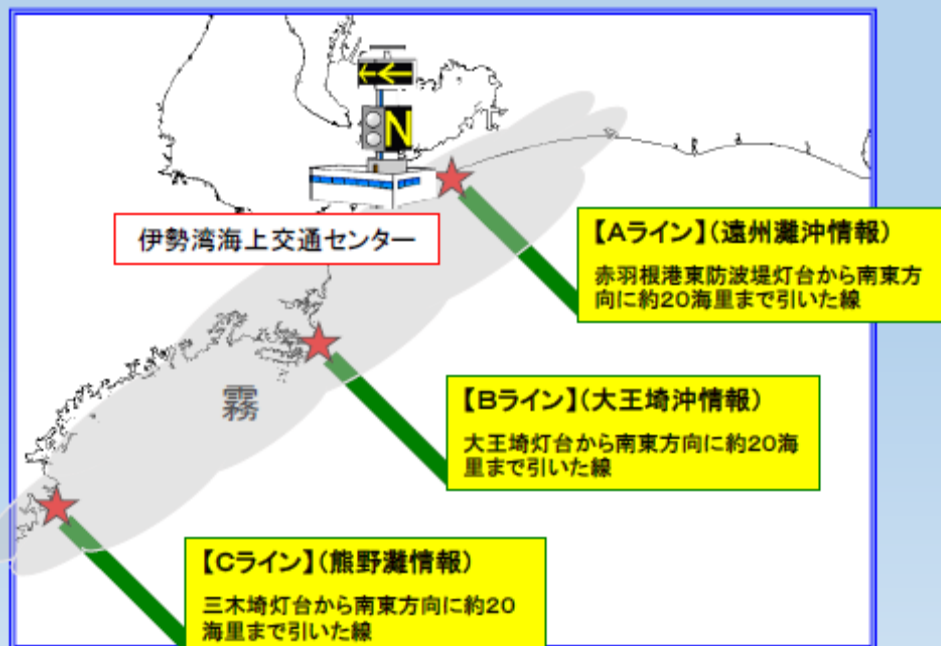 N
伊勢湾海上交通センター
【Aライン】(遠州灘沖情報)
赤羽根港東防波堤灯台から南東方
向に約20海里まで引いた線
【Bライン】(大王埼沖情報)
大王埼灯台から南東方向に約20海
里まで引いた線
霧
【Cライン】(熊野灘情報)
三木埼灯台から南東方向に約20
海里まで引いた線